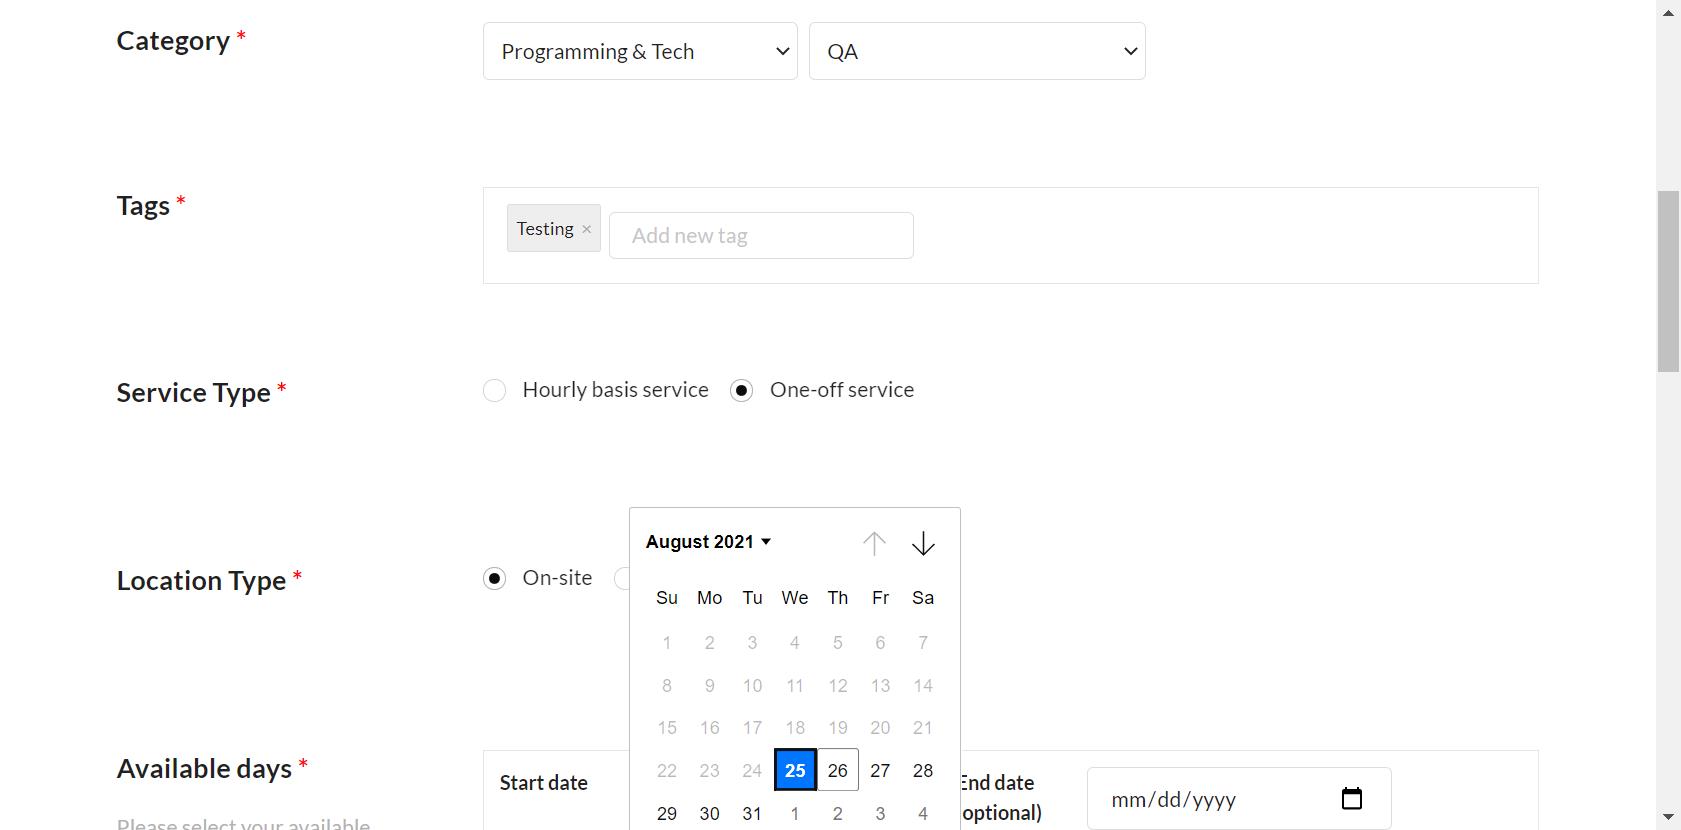 Category *
Programming & Tech
QA
Tags *
Testing ×
Add new tag
Service Type *
Hourly basis service
One-off service
Location Type *
On-site
August 2021
Su Mo Tu We Th Fr Sa
1 2 3 4 5 6 7
8 9 10 11 12 13 14
15 16 17 18 19 20 21
22 23 24 25 26 27 28
29 30 31 1 2 3 4
Available days *
Please select your available
Start date
End date
optional)
mm/dd/yyyy